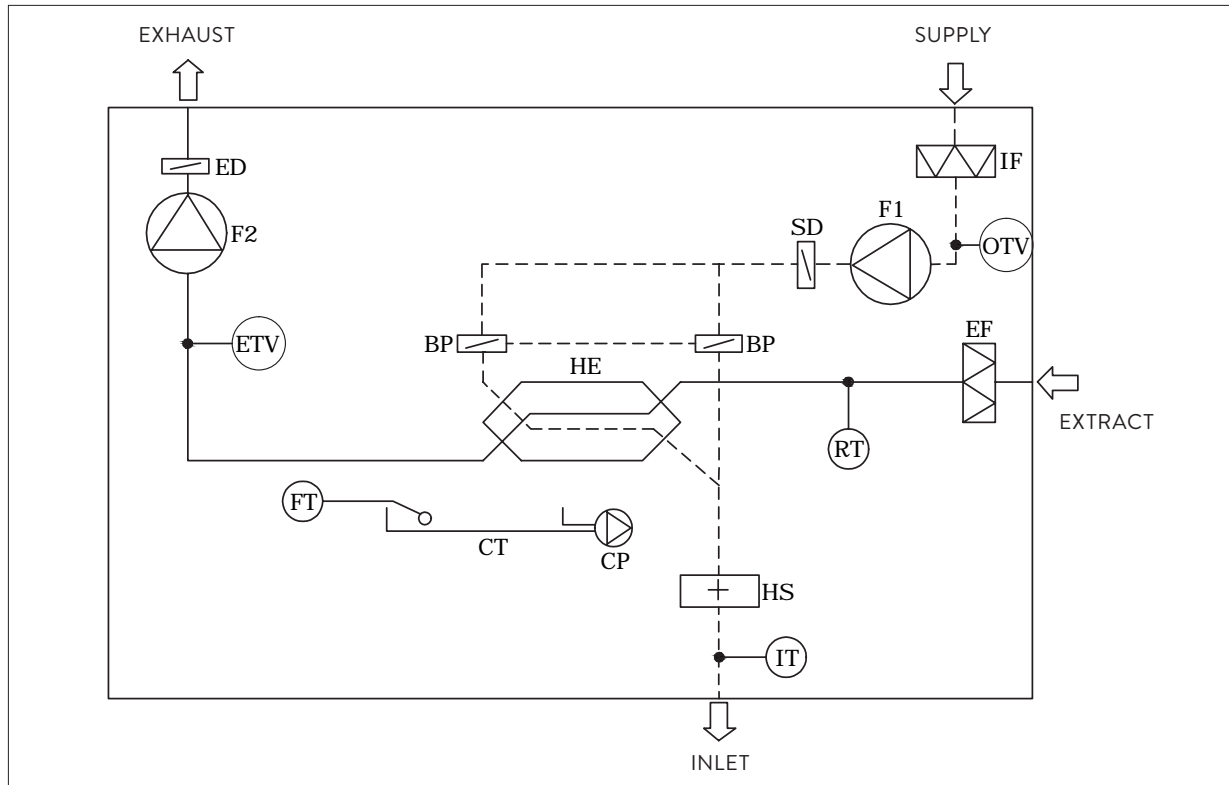 EXHAUST
SUPPLY
ED
IF
F2
F1
SD
OTV
ETV
BP
BP
EF
HE
EXTRACT
RT
FT
CT
CP
HS
IT
INLET